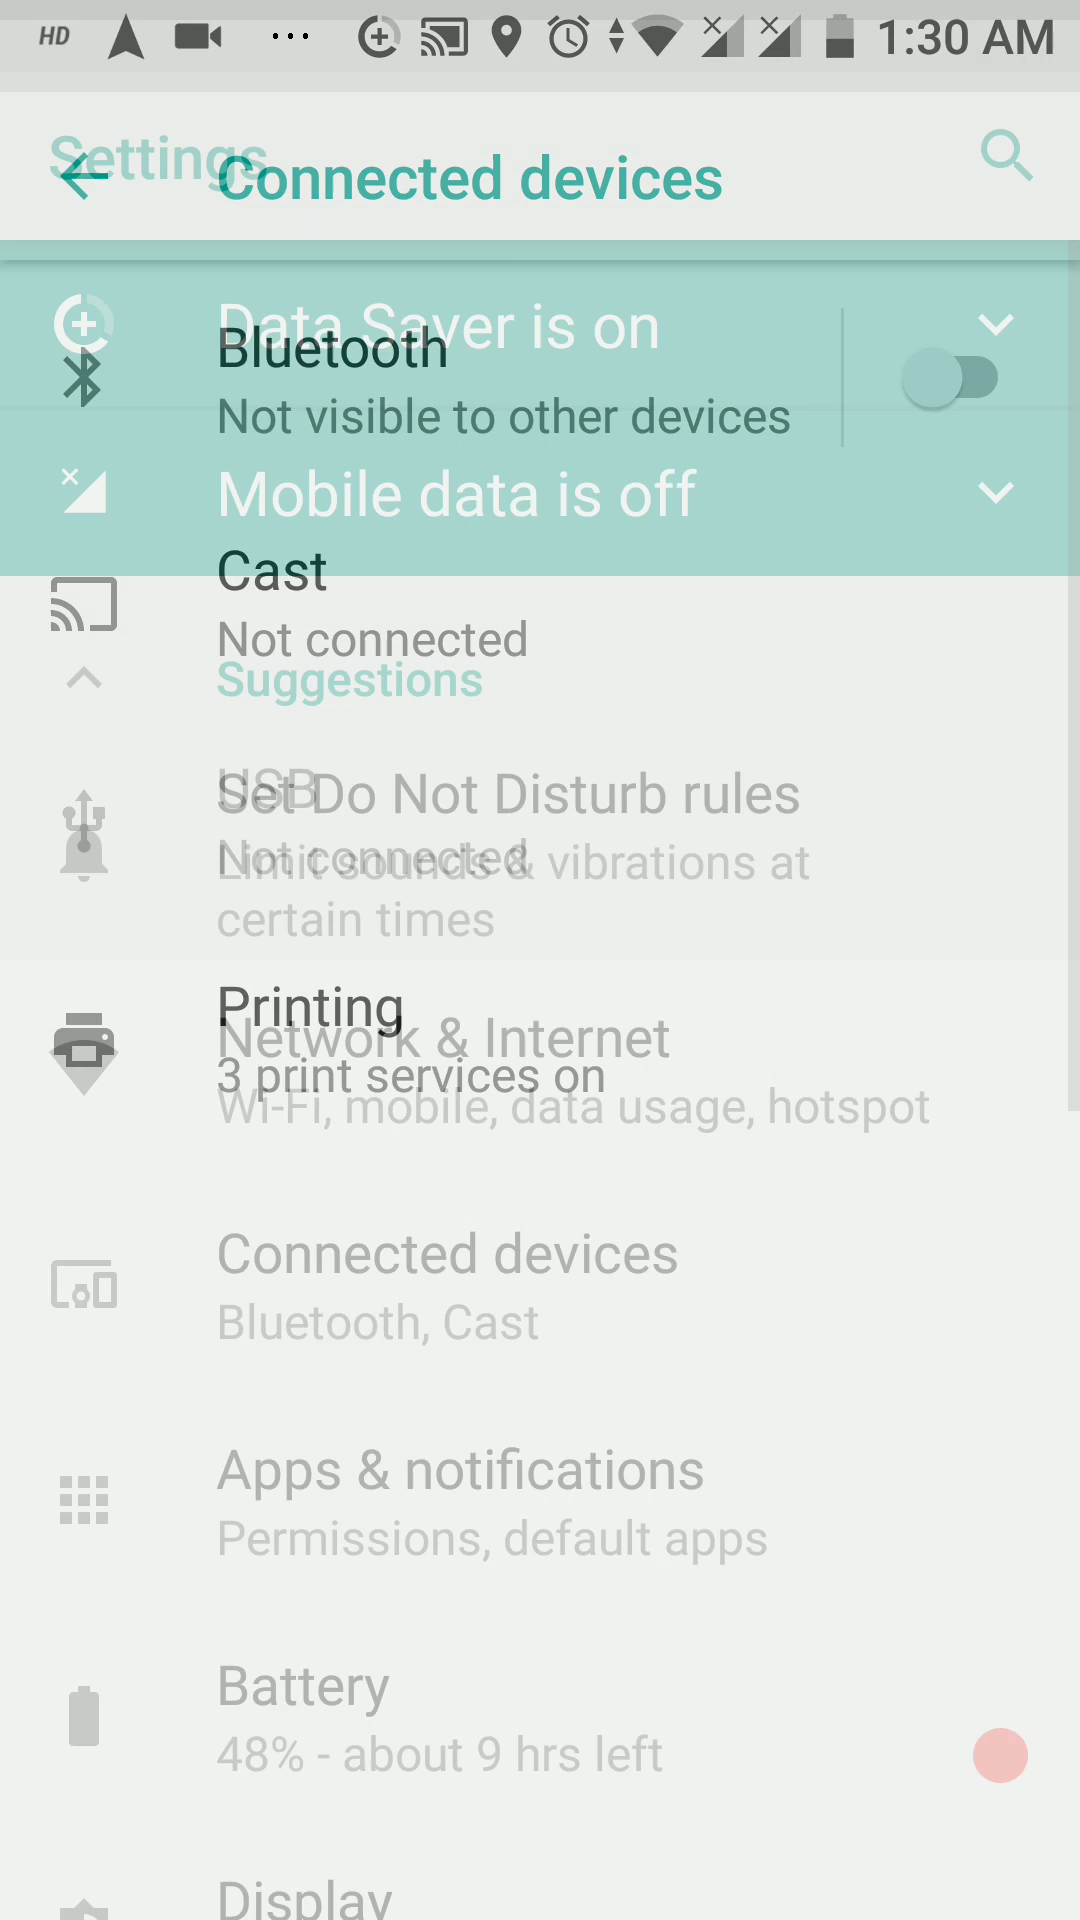 HD 1:30 AM
Settings
Connected devices
Data Saver is on
Bluetooth
Not visible to other devices
Mobile data is off
Cast
Not connected
Suggestions
USB
Set Do Not Disturb rules
Not connected
Limit sounds & vibrations at
certain times
Printing
Network & Internet
3 print services on
Wi-Fi, mobile, data usage, hotspot
Connected devices
Bluetooth, Cast
Apps & notifications
Permissions, default apps
Battery
48% - about 9 hrs left
Display